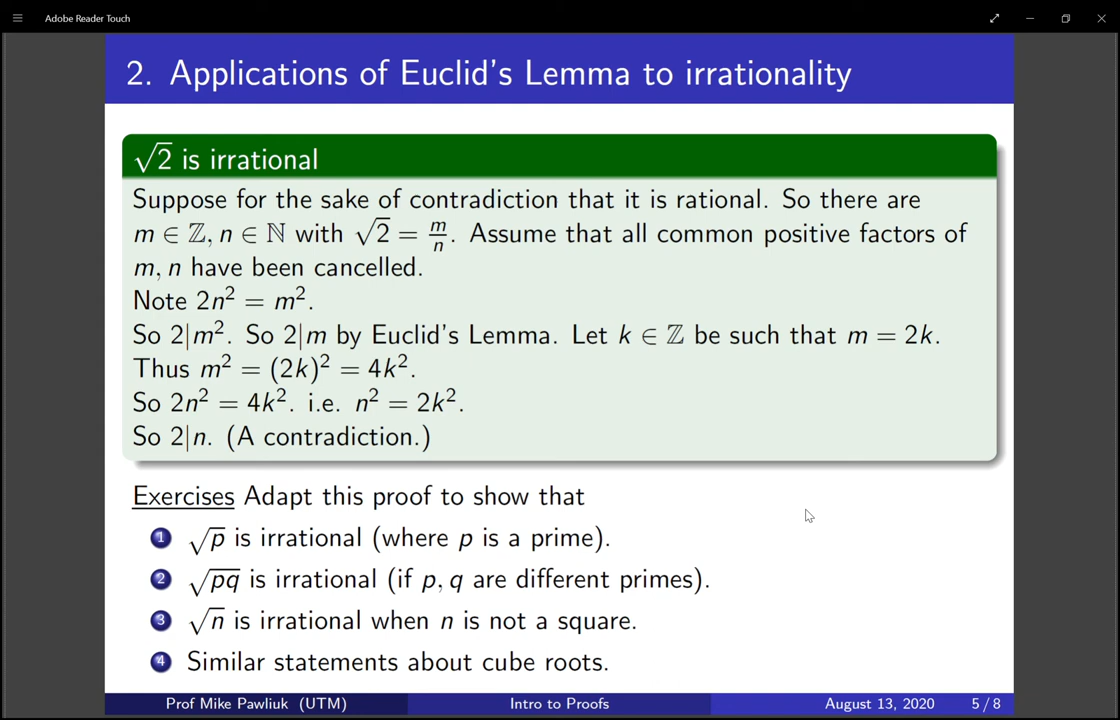 Adobe Reader Touch
2. Applications of Euclid's Lemma to irrationality
√2 is irrational
Suppose for the sake of contradiction that it is rational. So there are
m ∈ ℤ, n ∈ ℕ with √2 = m/n. Assume that all common positive factors of
m, n have been cancelled.
Note 2n² = m².
So 2|m². So 2|m by Euclid's Lemma. Let k ∈ ℤ be such that m = 2k.
Thus m² = (2k)² = 4k².
So 2n² = 4k². i.e. n² = 2k².
So 2|n. (A contradiction.)
Exercises Adapt this proof to show that
1 √p is irrational (where p is a prime).
2 √pq is irrational (if p, q are different primes).
3 √n is irrational when n is not a square.
4 Similar statements about cube roots.
Prof Mike Pawliuk (UTM) Intro to Proofs August 13, 2020 5 / 8